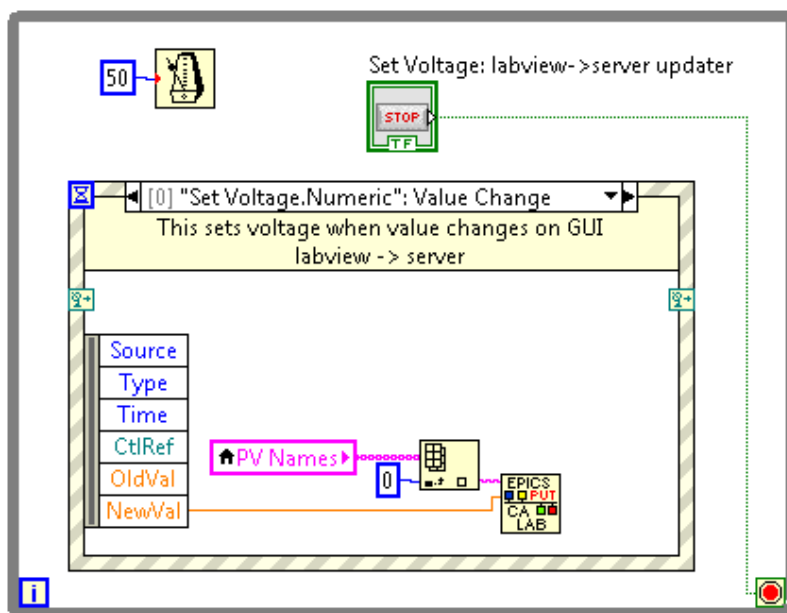 50
Set Voltage: labview->server updater
STOP
TF
[0] "Set Voltage.Numeric": Value Change
This sets voltage when value changes on GUI
labview -> server
Source
Type
Time
CtlRef
OldVal
NewVal
PV Names
0
EPICS
PUT
CA
LAB
i